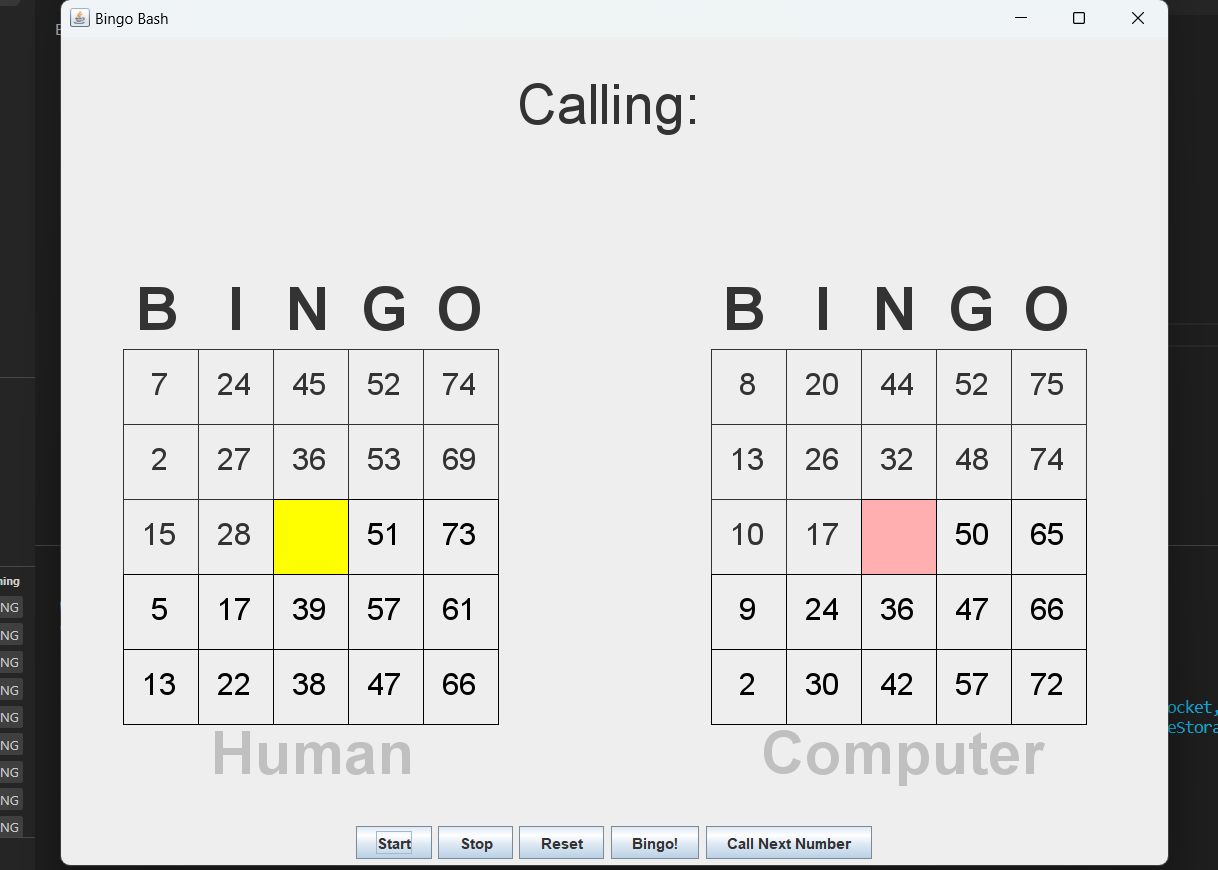 Bingo Bash
Calling:
B I N G O
7 24 45 52 74
2 27 36 53 69
15 28 51 73
5 17 39 57 61
13 22 38 47 66
Human
B I N G O
8 20 44 52 75
13 26 32 48 74
10 17 50 65
9 24 36 47 66
2 30 42 57 72
Computer
Start Stop Reset Bingo! Call Next Number
ning
NG
NG
NG
NG
NG
NG
NG
NG
NG
ocket,
eStora